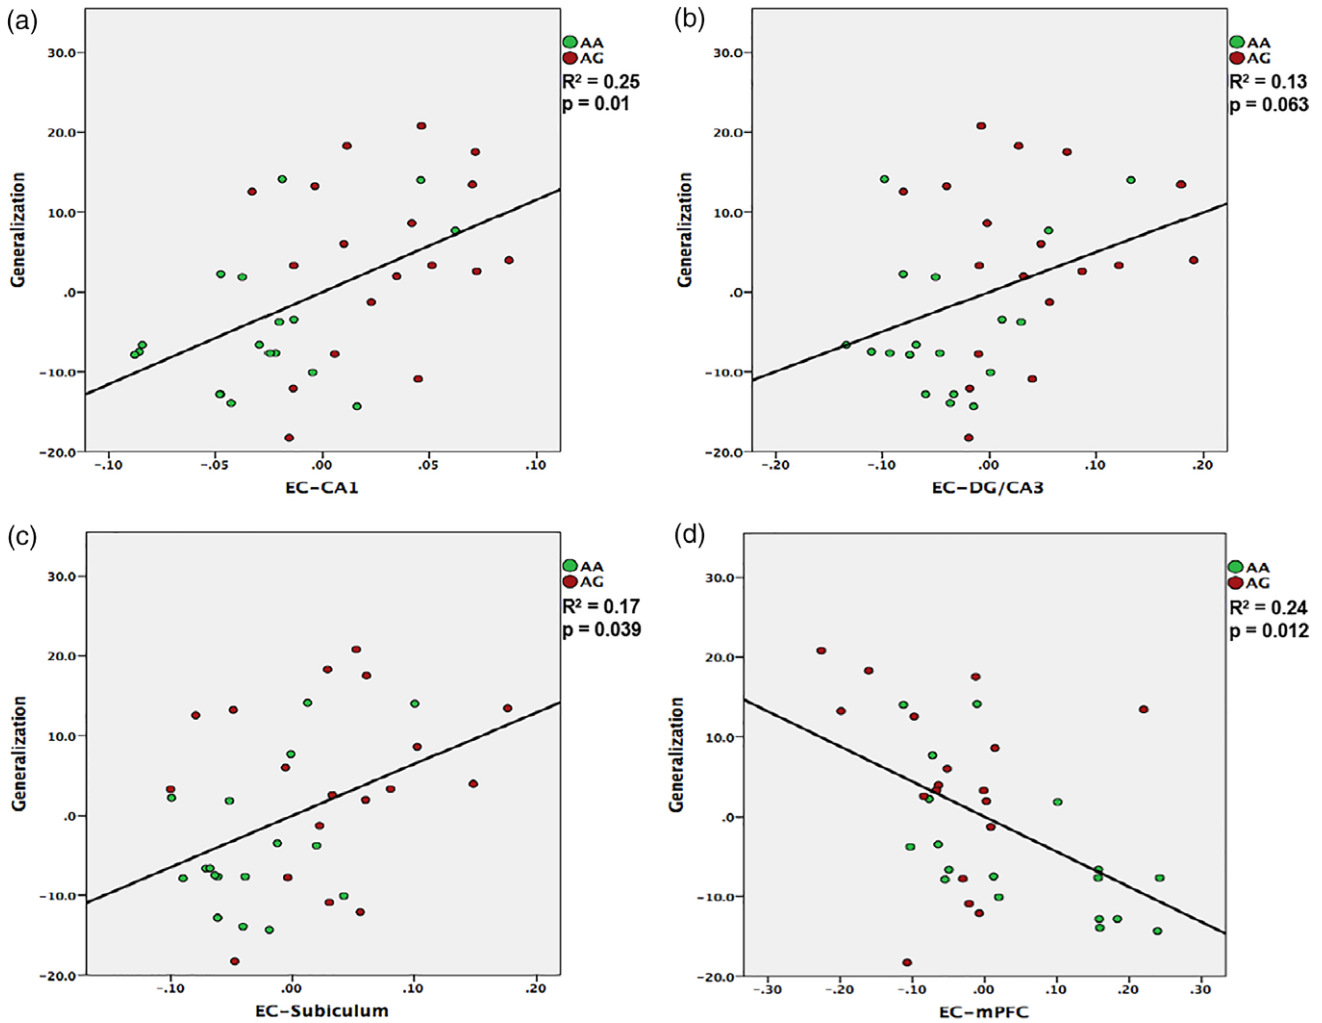 (a)
AA
AG
R² = 0.25
p = 0.01
Generalization
30.0
20.0
10.0
.0
-10.0
-20.0
-.10
-.05
.00
.05
.10
EC-CA1
(b)
AA
AG
R² = 0.13
p = 0.063
Generalization
30.0
20.0
10.0
.0
-10.0
-20.0
-.20
-.10
.00
.10
.20
EC-DG/CA3
(c)
AA
AG
R² = 0.17
p = 0.039
Generalization
30.0
20.0
10.0
.0
-10.0
-20.0
-.10
.00
.10
.20
EC-Subiculum
(d)
AA
AG
R² = 0.24
p = 0.012
Generalization
30.0
20.0
10.0
.0
-10.0
-20.0
-.30
-.20
-.10
.00
.10
.20
.30
EC-mPFC